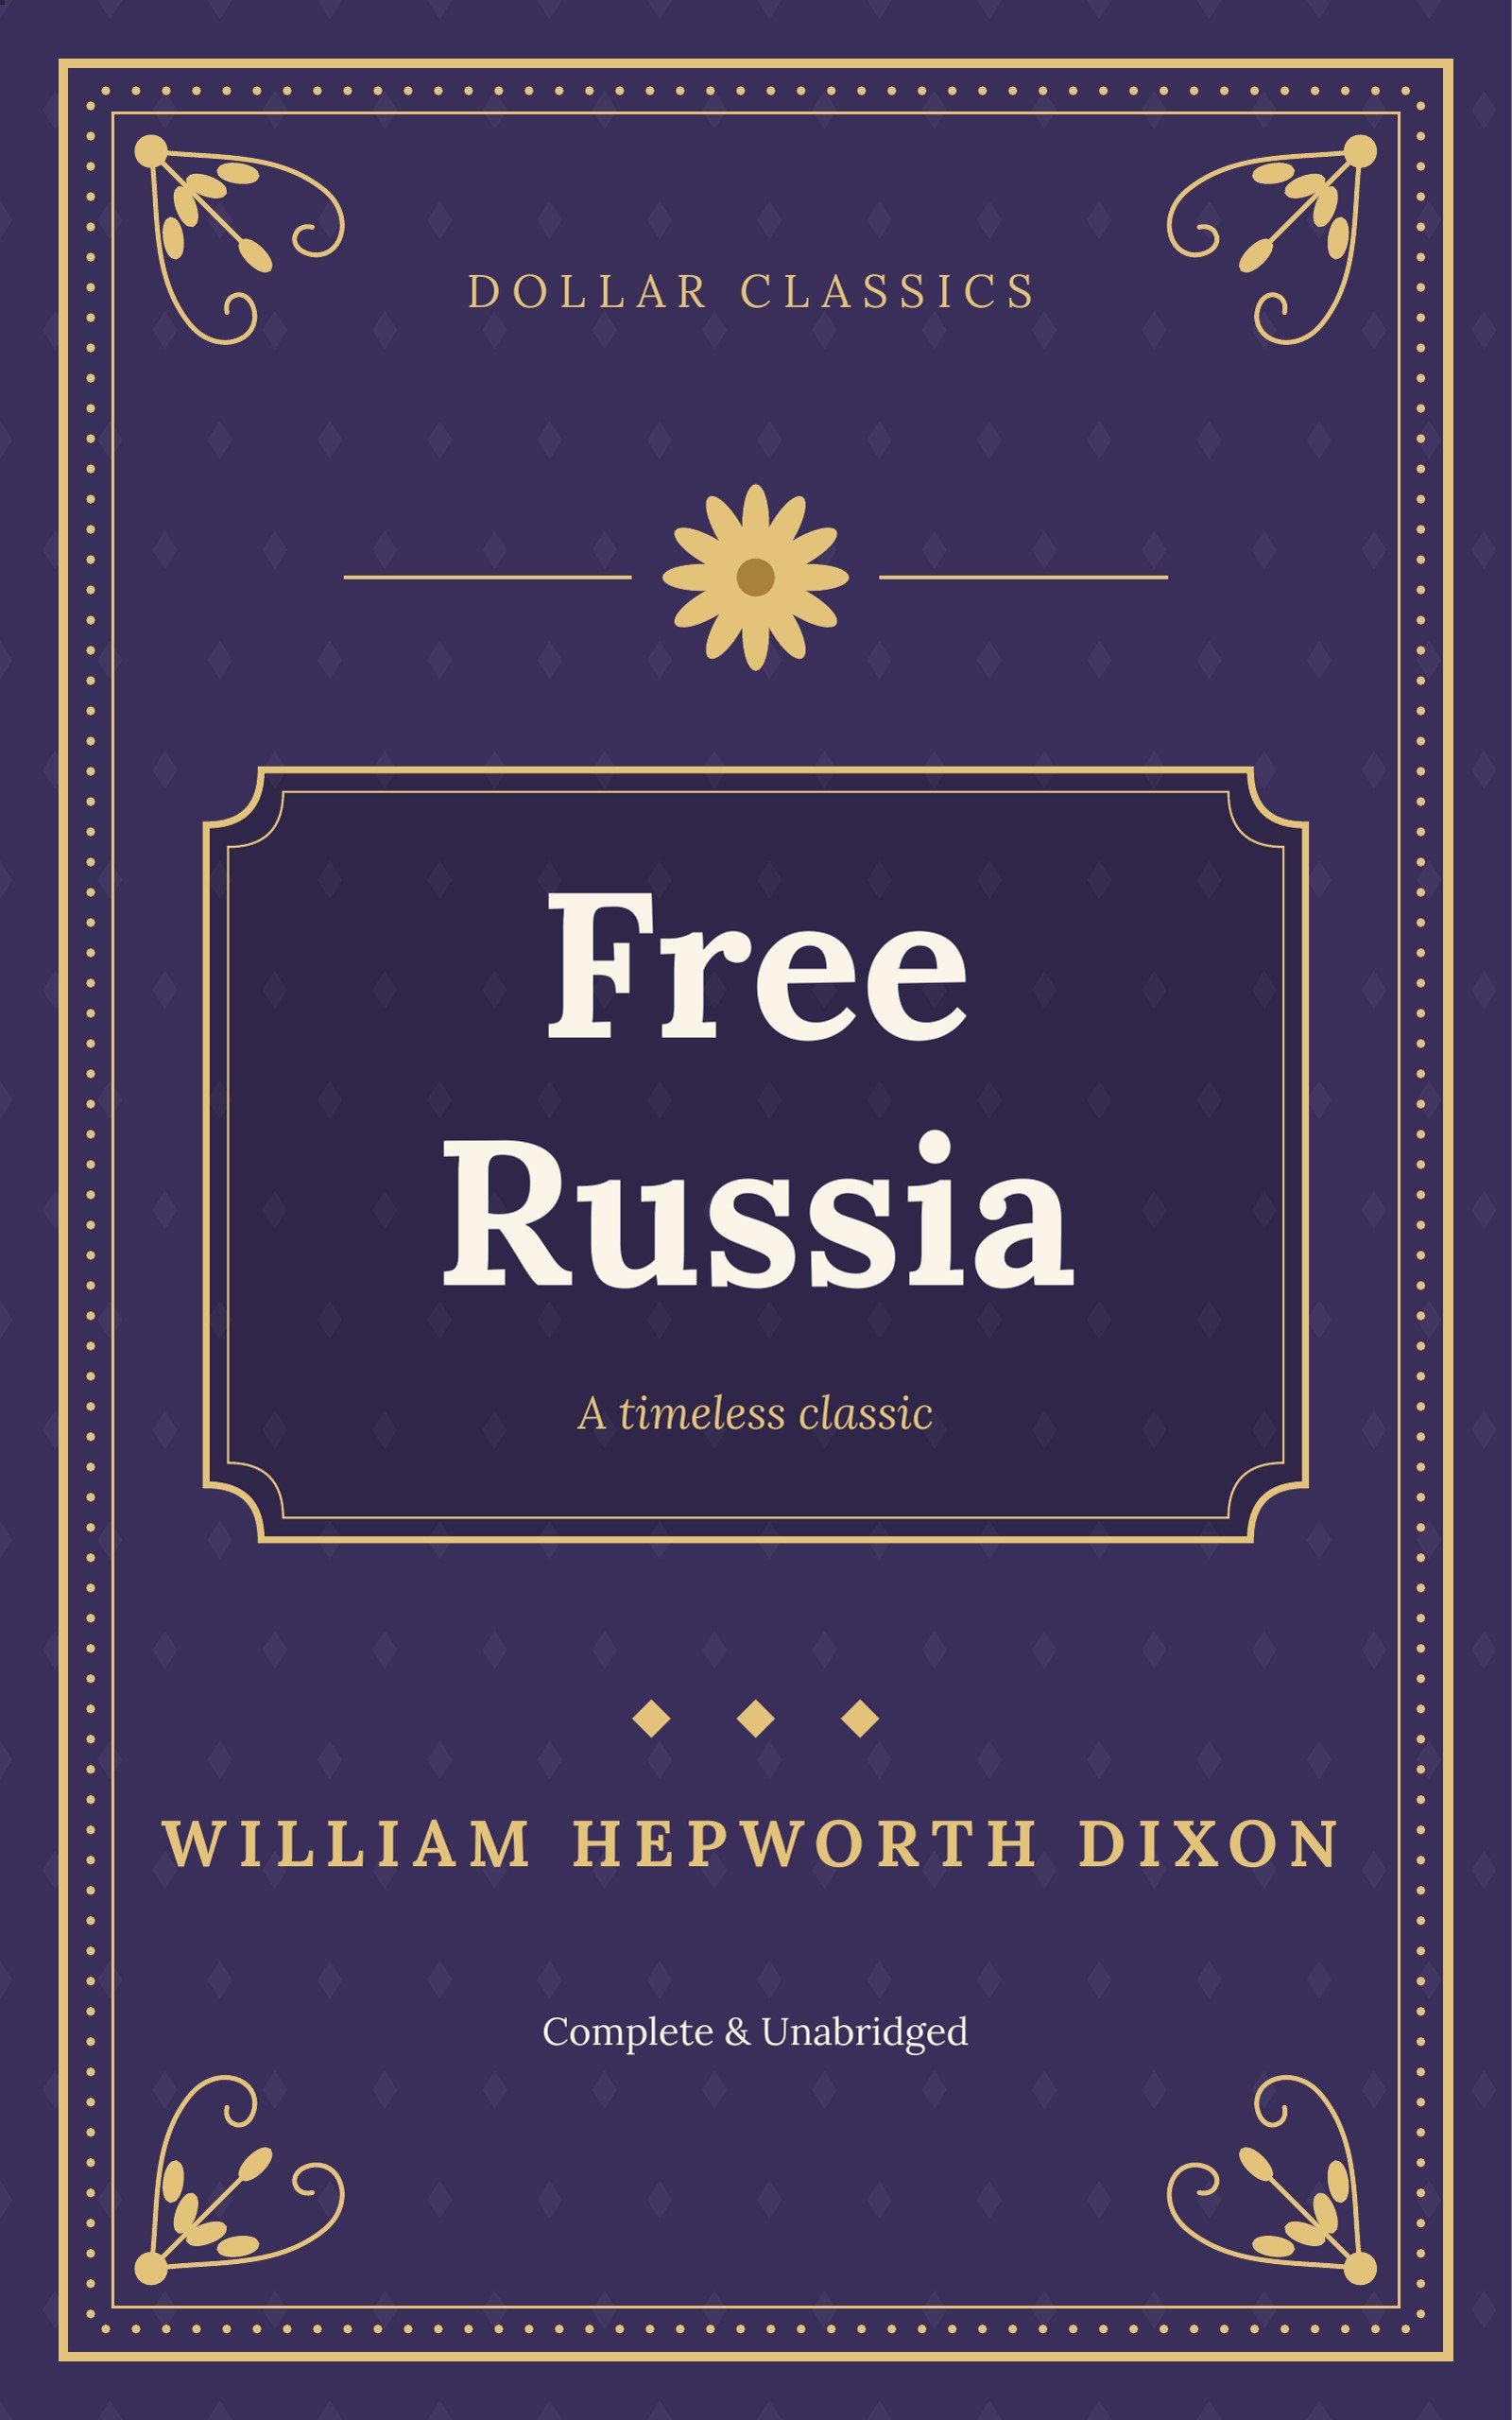 DOLLAR CLASSICS
Free
Russia
A timeless classic
WILLIAM HEPWORTH DIXON
Complete & Unabridged